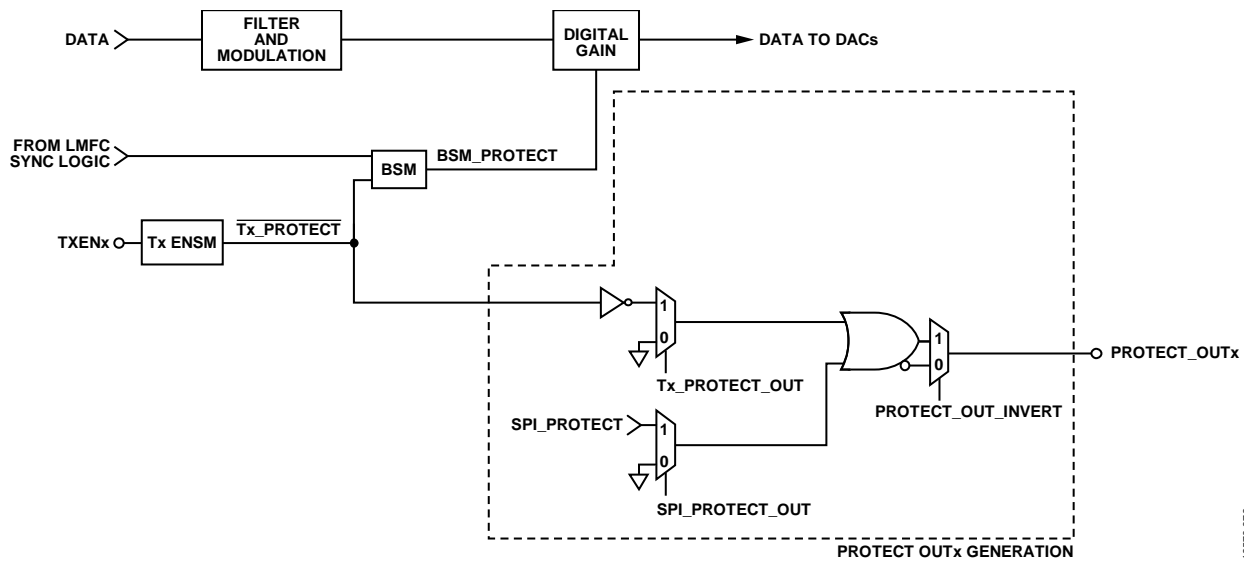 DATA
FILTER
AND
MODULATION
DIGITAL
GAIN
DATA TO DACs
FROM LMFC
SYNC LOGIC
BSM
BSM_PROTECT
TXENx
Tx ENSM
Tx_PROTECT
1
0
Tx_PROTECT_OUT
1
0
PROTECT_OUTx
PROTECT_OUT_INVERT
SPI_PROTECT
1
0
SPI_PROTECT_OUT
PROTECT OUTx GENERATION